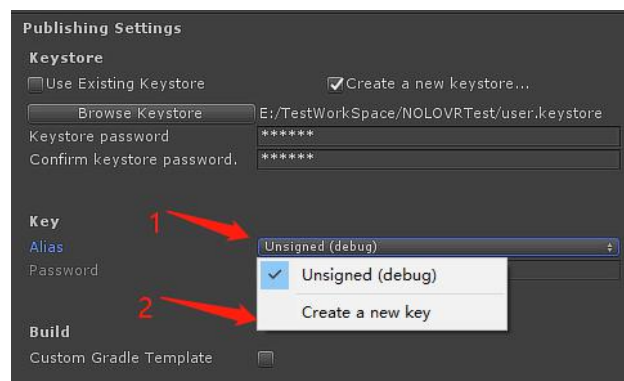 Publishing Settings
Keystore
Use Existing Keystore Create a new keystore...
Browse Keystore E:/TestWorkSpace/NOLOVRTest/user.keystore
Keystore password ******
Confirm keystore password. ******
Key 1
Alias Unsigned (debug)
Password
Unsigned (debug)
2 Create a new key
Build
Custom Gradle Template